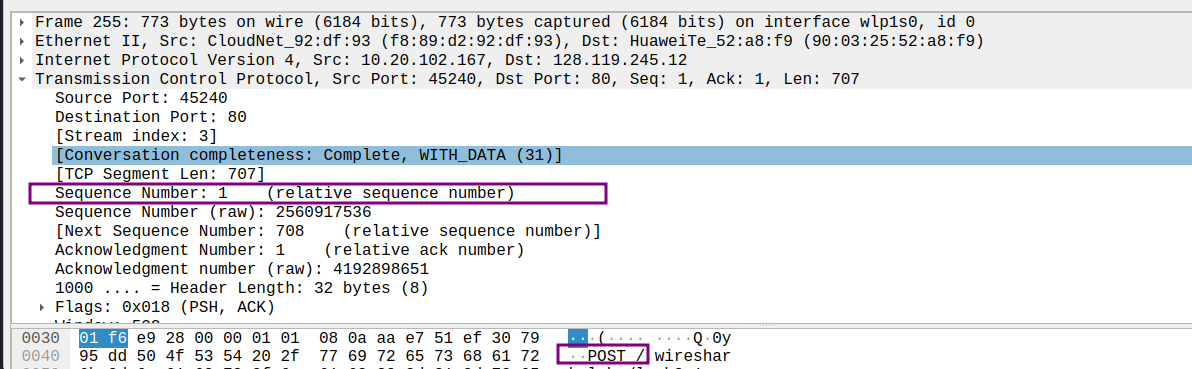 Frame 255: 773 bytes on wire (6184 bits), 773 bytes captured (6184 bits) on interface wlp1s0, id 0
Ethernet II, Src: CloudNet_92:df:93 (f8:89:d2:92:df:93), Dst: HuaweiTe_52:a8:f9 (90:03:25:52:a8:f9)
Internet Protocol Version 4, Src: 10.20.102.167, Dst: 128.119.245.12
Transmission Control Protocol, Src Port: 45240, Dst Port: 80, Seq: 1, Ack: 1, Len: 707
Source Port: 45240
Destination Port: 80
[Stream index: 3]
[Conversation completeness: Complete, WITH_DATA (31)]
[TCP Segment Len: 707]
Sequence Number: 1 (relative sequence number)
Sequence Number (raw): 2560917536
[Next Sequence Number: 708 (relative sequence number)]
Acknowledgment Number: 1 (relative ack number)
Acknowledgment number (raw): 4192898651
1000 .... = Header Length: 32 bytes (8)
Flags: 0x018 (PSH, ACK)
0030 01 f6 e9 28 00 00 01 01 08 0a aa e7 51 ef 30 79 ···(···· ····Q·0y
0040 95 dd 50 4f 53 54 20 2f 77 69 72 65 73 68 61 72 ··POST / wireshar